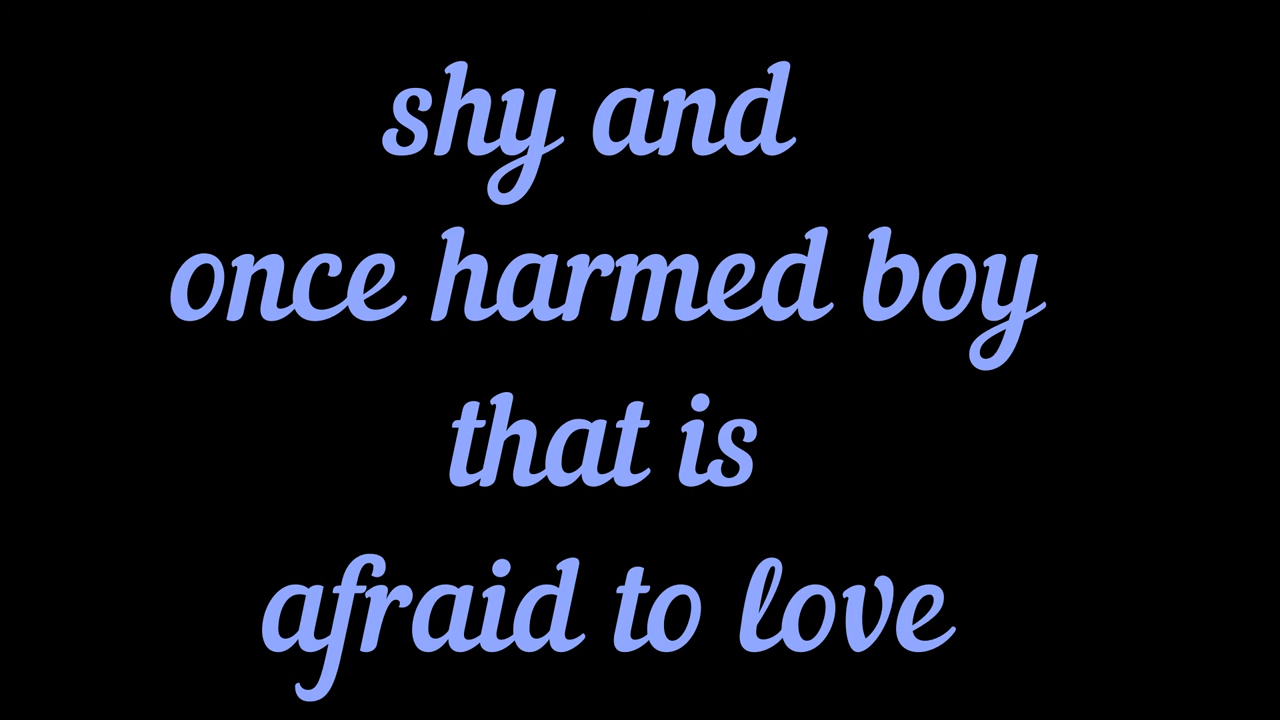 shy and
once harmed boy
that is
afraid to love